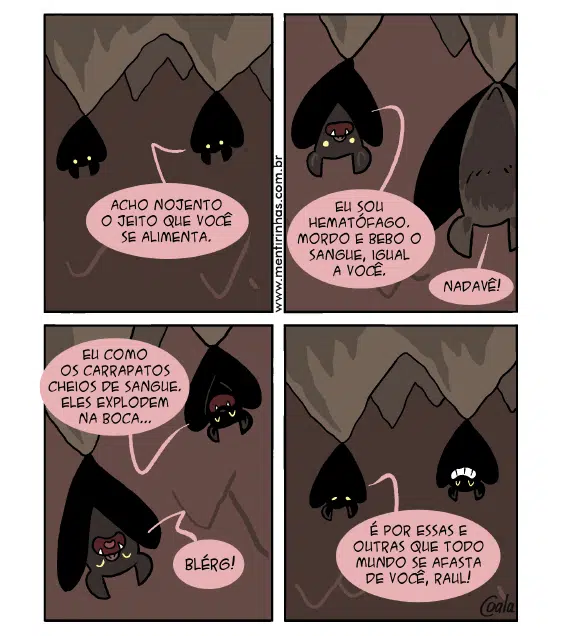 ACHO NOJENTO
O JEITO QUE VOCÊ
SE ALIMENTA.
www.mentirinhas.com.br
EU SOU
HEMATÓFAGO.
MORDO E BEBO O
SANGUE, IGUAL
A VOCÊ.
NADAVÊ!
EU COMO
OS CARRAPATOS
CHEIOS DE SANGUE.
ELES EXPLODEM
NA BOCA...
BLÉRG!
É POR ESSAS E
OUTRAS QUE TODO
MUNDO SE AFASTA
DE VOCÊ, RAUL!
Coala